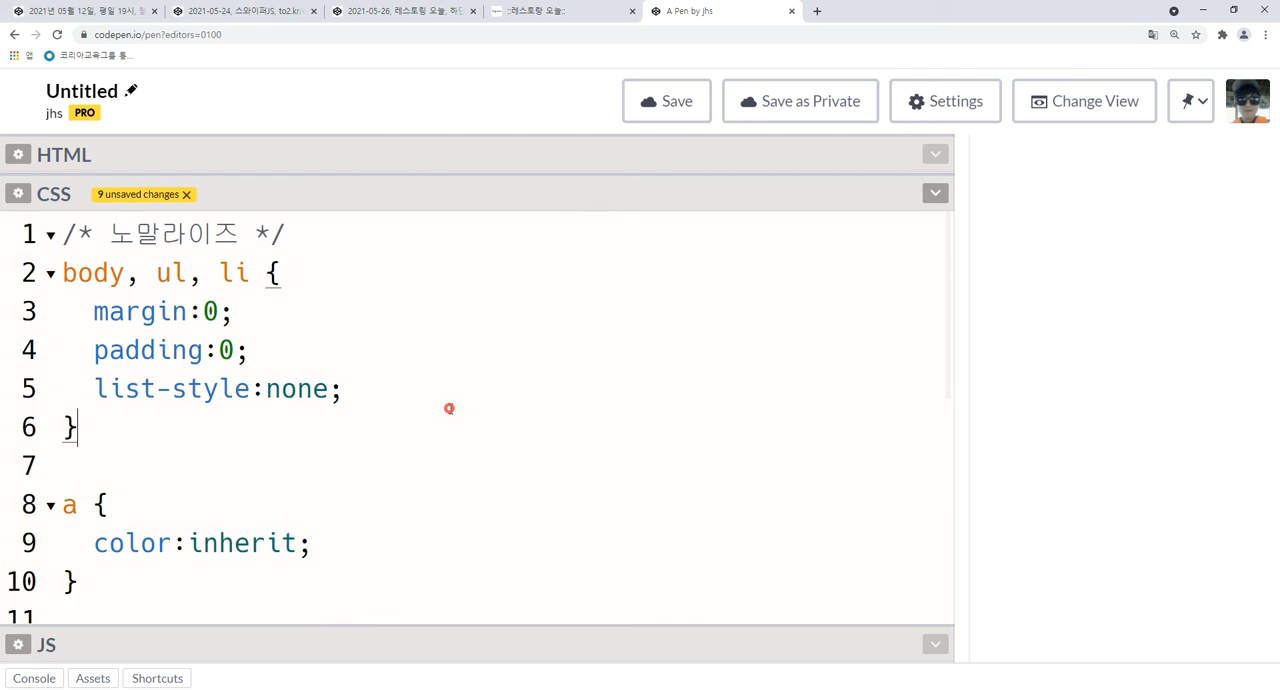 2021년 05월 12일, 평일 19시,
2021-05-24, 스와이퍼JS, to2.kr/
2021-05-26, 레스토랑 오늘, 하단
::레스토랑 오늘::
A Pen by jhs
codepen.io/pen?editors=0100
앱 코리아교육그룹 통...
Untitled
jhs PRO
Save
Save as Private
Settings
Change View
HTML
CSS 9 unsaved changes
1 /* 노말라이즈 */
2 body, ul, li {
3 margin:0;
4 padding:0;
5 list-style:none;
6 }
7
8 a {
9 color:inherit;
10 }
11
JS
Console Assets Shortcuts